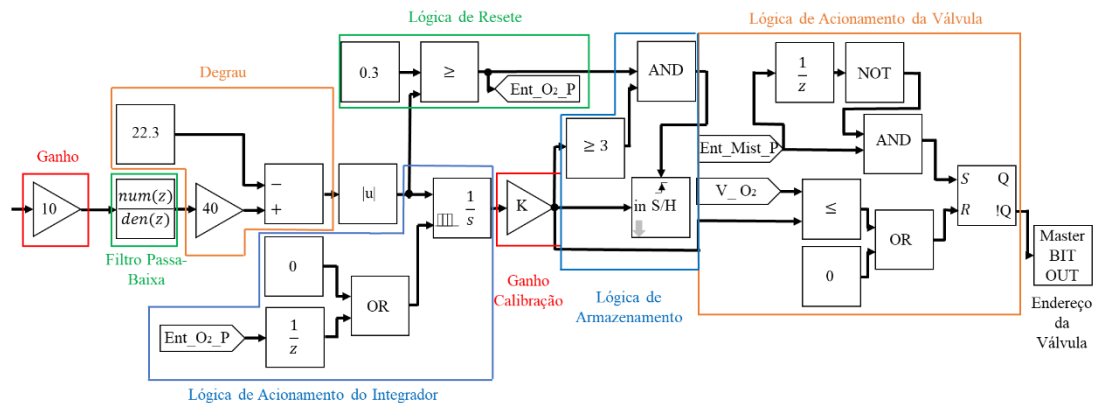 Lógica de Resete
Lógica de Acionamento da Válvula
Degrau
0.3
≥
Ent_O₂_P
AND
1
z
NOT
22.3
≥ 3
AND
Ent_Mist_P
Ganho
10
num(z)
den(z)
40
−
+
|u|
1
s
K
in S/H
V_O₂
≤
S Q
R !Q
Filtro Passa-
Baixa
0
OR
Ganho
Calibração
Lógica de
Armazenamento
0
OR
Master
BIT
OUT
Ent_O₂_P
1
z
Endereço
da
Válvula
Lógica de Acionamento do Integrador